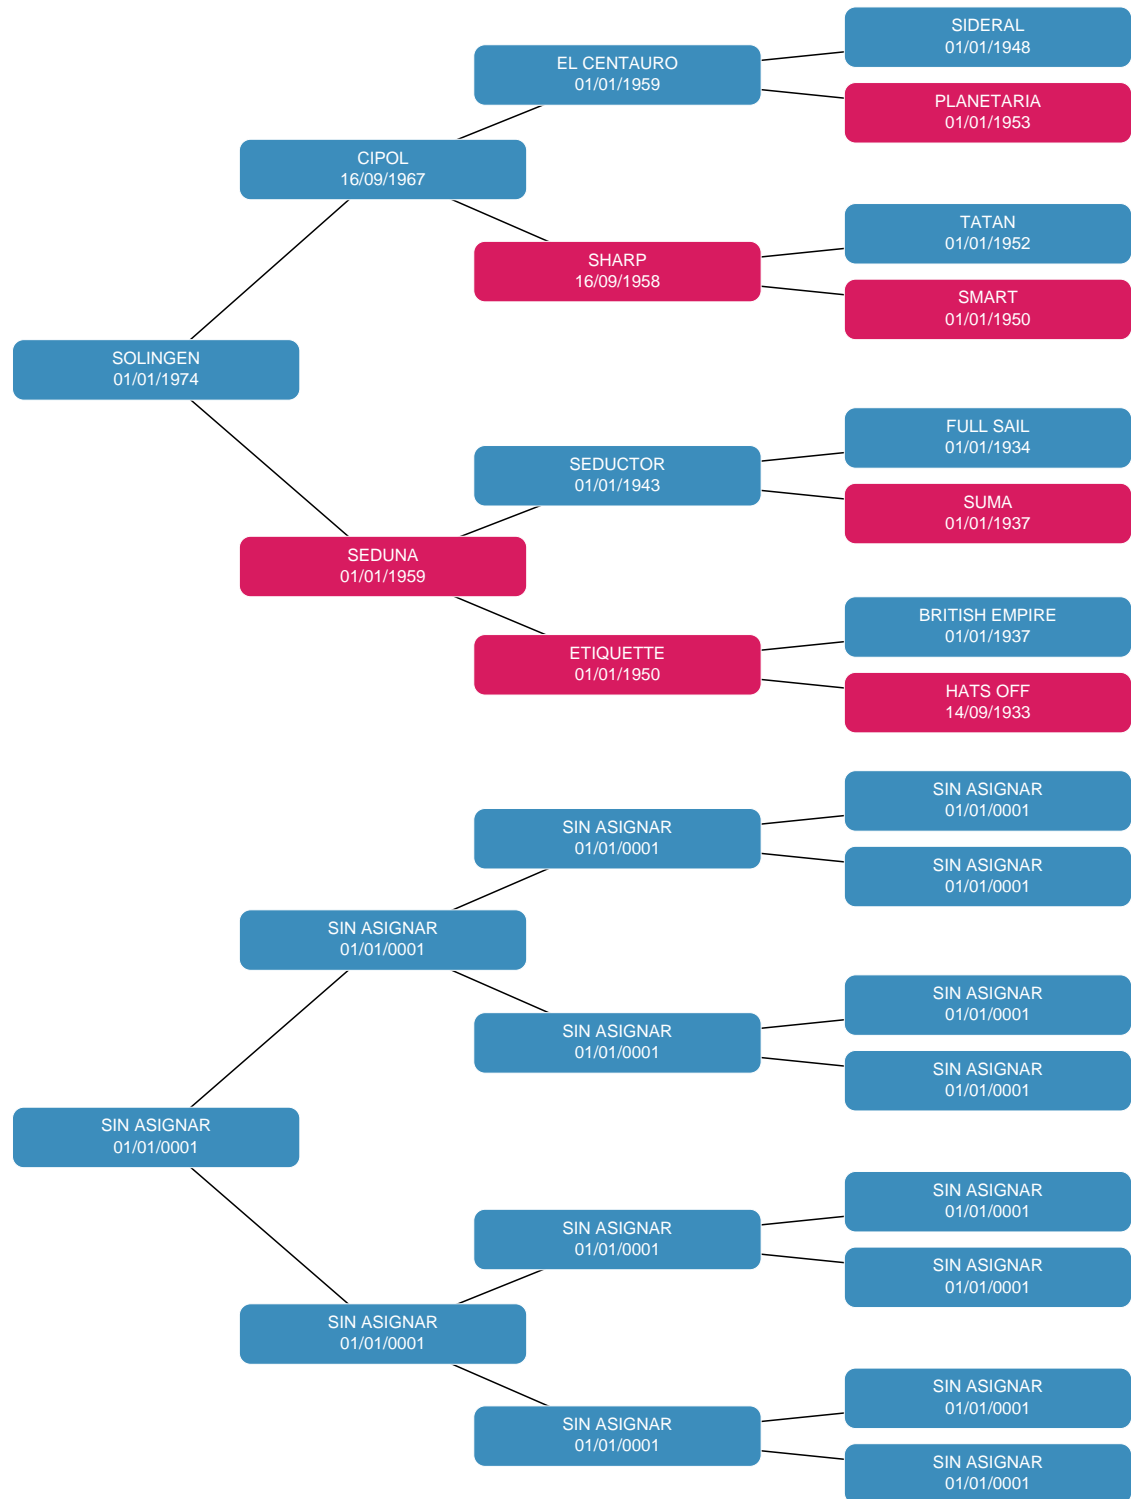 SIDERAL
01/01/1948
EL CENTAURO
01/01/1959
PLANETARIA
01/01/1953
CIPOL
16/09/1967
TATAN
01/01/1952
SHARP
16/09/1958
SMART
01/01/1950
SOLINGEN
01/01/1974
FULL SAIL
01/01/1934
SEDUCTOR
01/01/1943
SUMA
01/01/1937
SEDUNA
01/01/1959
BRITISH EMPIRE
01/01/1937
ETIQUETTE
01/01/1950
HATS OFF
14/09/1933
SIN ASIGNAR
01/01/0001
SIN ASIGNAR
01/01/0001
SIN ASIGNAR
01/01/0001
SIN ASIGNAR
01/01/0001
SIN ASIGNAR
01/01/0001
SIN ASIGNAR
01/01/0001
SIN ASIGNAR
01/01/0001
SIN ASIGNAR
01/01/0001
SIN ASIGNAR
01/01/0001
SIN ASIGNAR
01/01/0001
SIN ASIGNAR
01/01/0001
SIN ASIGNAR
01/01/0001
SIN ASIGNAR
01/01/0001
SIN ASIGNAR
01/01/0001
SIN ASIGNAR
01/01/0001